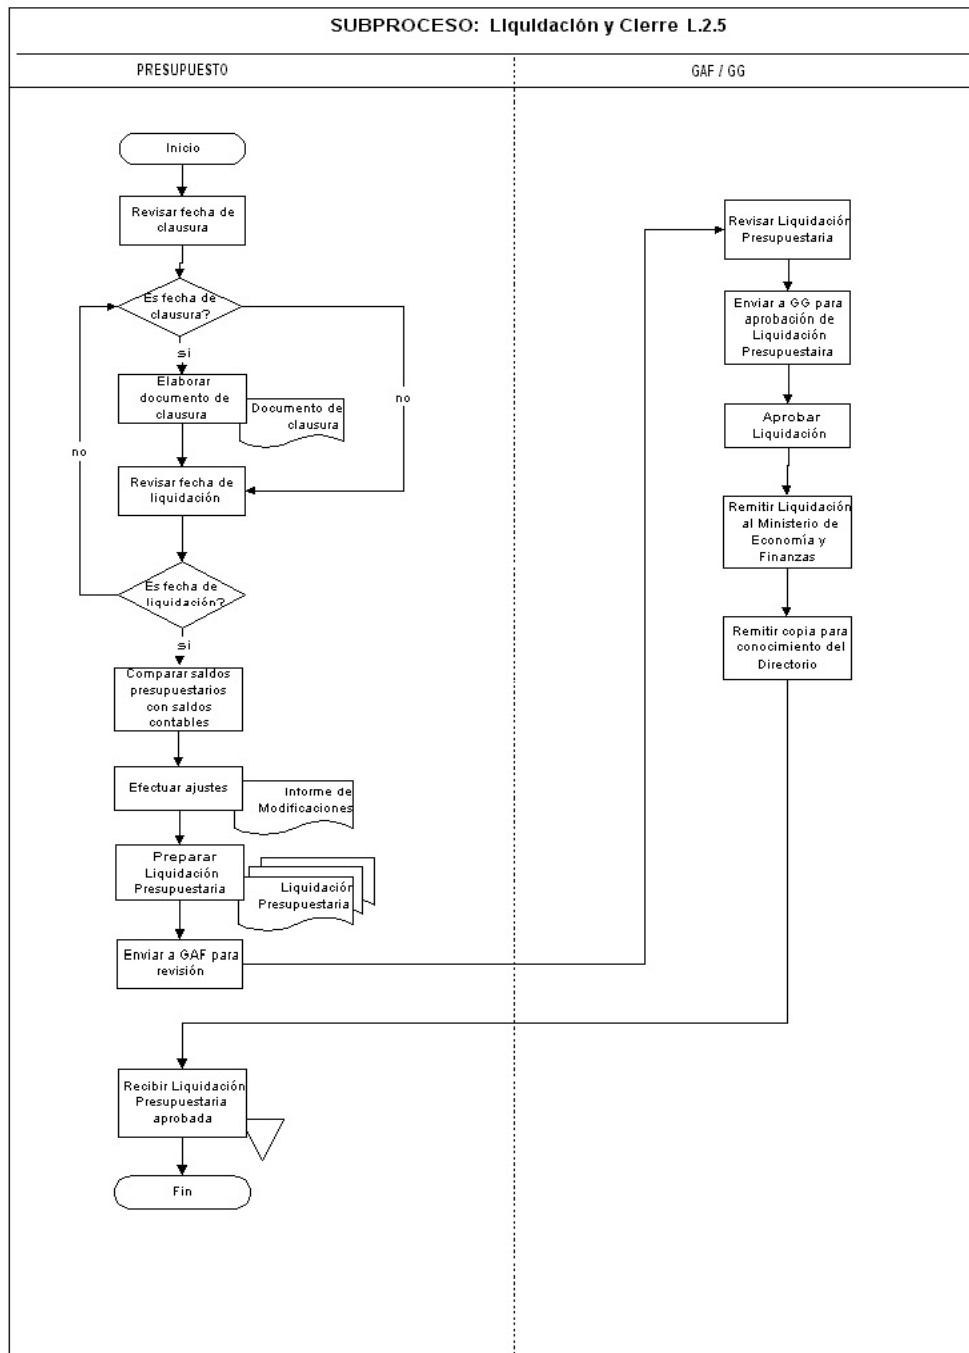 SUBPROCESO: Liquidación y Cierre L.2.5
PRESUPUESTO
GAF / GG
Inicio
Revisar fecha de
clausura
Es fecha de
clausura?
si
no
Elaborar
documento de
clausura
Documento de
clausura
no
Revisar fecha de
liquidación
Es fecha de
liquidación?
si
Comparar saldos
presupuestarios
con saldos
contables
Efectuar ajustes
Informe de
Modificaciones
Preparar
Liquidación
Presupuestaria
Liquidación
Presupuestaria
Enviar a GAF para
revisión
Revisar Liquidación
Presupuestaria
Enviar a GG para
aprobación de
Liquidación
Presupuestaira
Aprobar
Liquidación
Remitir Liquidación
al Ministerio de
Economía y
Finanzas
Remitir copia para
conocimiento del
Directorio
Recibir Liquidación
Presupuestaria
aprobada
Fin